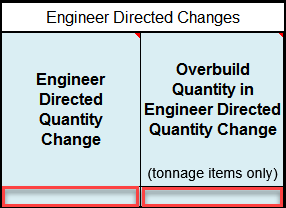 Engineer Directed Changes
Engineer
Directed
Quantity
Change
Overbuild
Quantity in
Engineer Directed
Quantity Change
(tonnage items only)